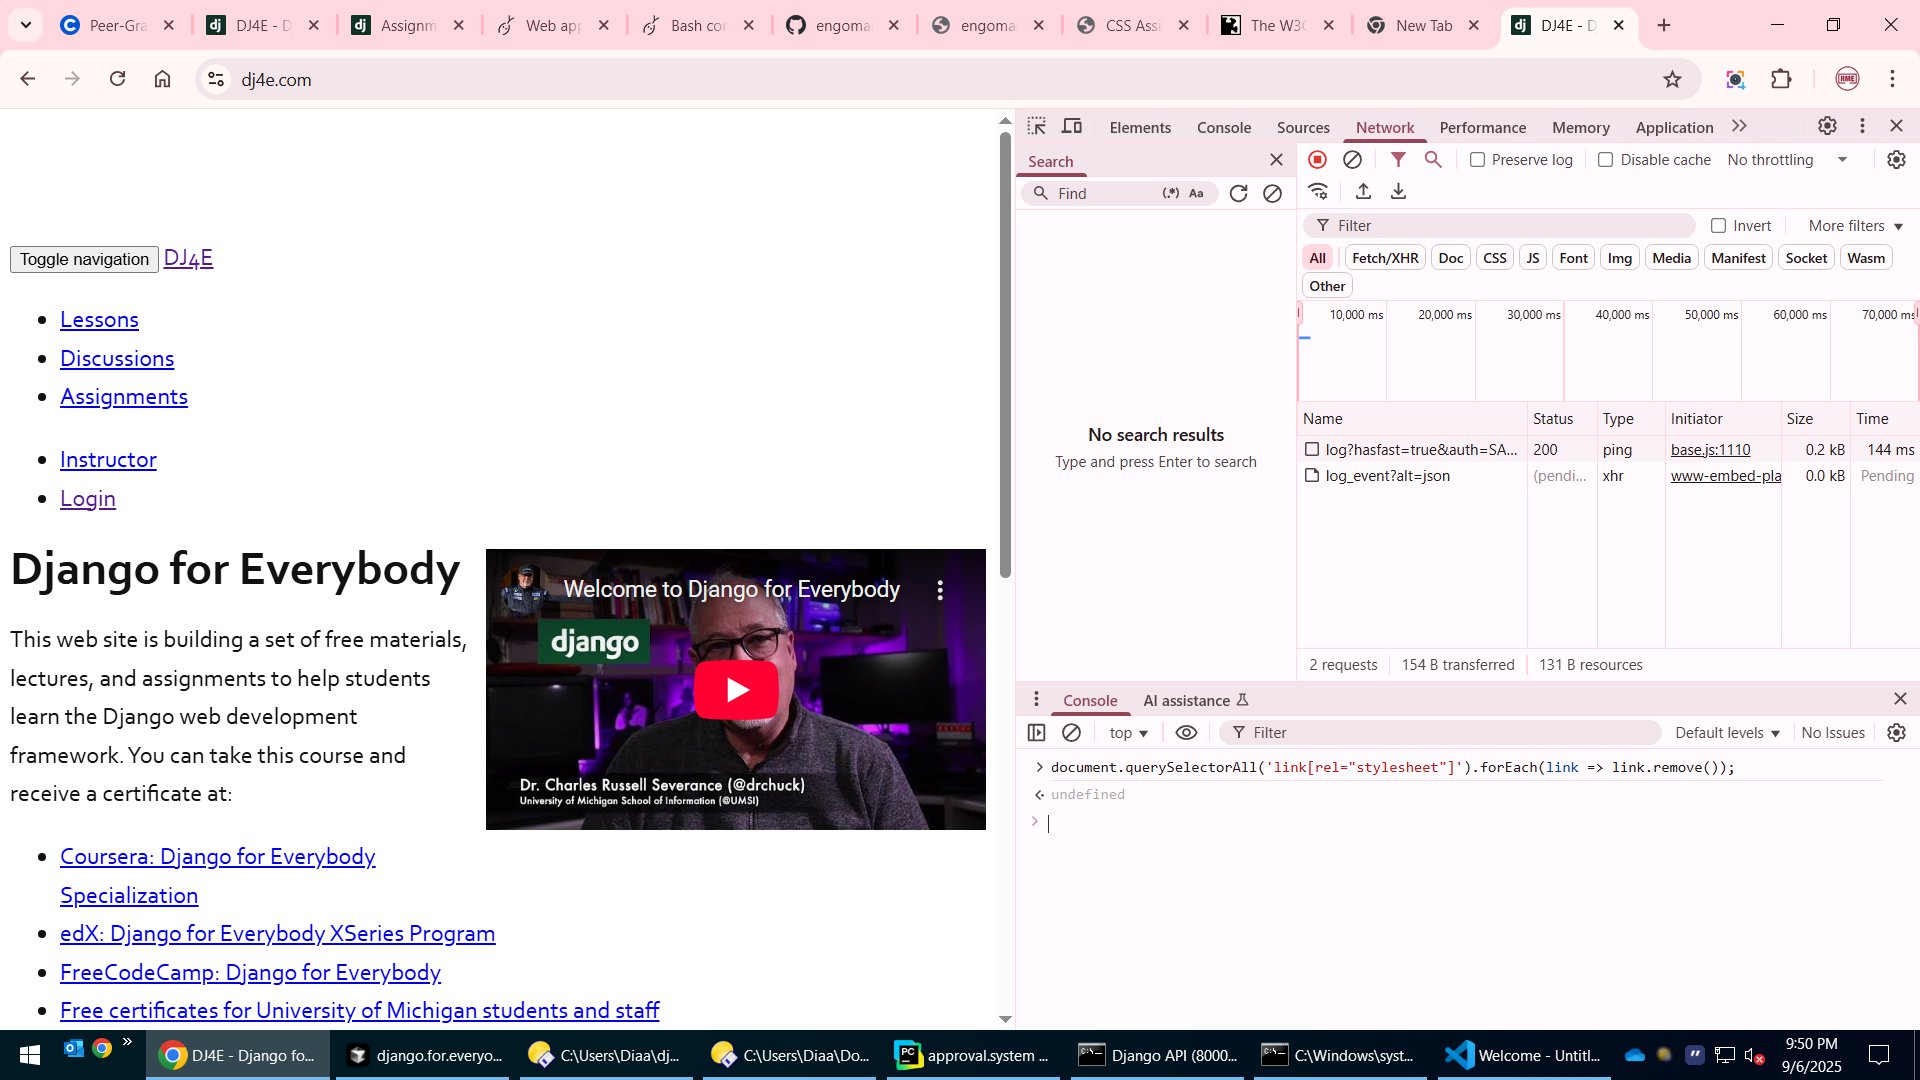 Peer-Gra
DJ4E - D
Assignm
Web app
Bash con
engoma
engoma
CSS Assi
The W3C
New Tab
DJ4E - D
dj4e.com
Toggle navigation DJ4E
Lessons
Discussions
Assignments
Instructor
Login
Django for Everybody
This web site is building a set of free materials,
lectures, and assignments to help students
learn the Django web development
framework. You can take this course and
receive a certificate at:
Welcome to Django for Everybody
django
Dr. Charles Russell Severance (@drchuck)
University of Michigan School of Information (@UMSI)
Coursera: Django for Everybody
Specialization
edX: Django for Everybody XSeries Program
FreeCodeCamp: Django for Everybody
Free certificates for University of Michigan students and staff
Elements Console Sources Network Performance Memory Application
Search
Find (.*) Aa
No search results
Type and press Enter to search
Preserve log Disable cache No throttling
Filter Invert More filters
All Fetch/XHR Doc CSS JS Font Img Media Manifest Socket Wasm
Other
10,000 ms 20,000 ms 30,000 ms 40,000 ms 50,000 ms 60,000 ms 70,000 ms
Name Status Type Initiator Size Time
log?hasfast=true&auth=SA... 200 ping base.js:1110 0.2 kB 144 ms
log_event?alt=json (pendi... xhr www-embed-pla 0.0 kB Pending
2 requests 154 B transferred 131 B resources
Console AI assistance
top Filter Default levels No Issues
document.querySelectorAll('link[rel="stylesheet"]').forEach(link => link.remove());
undefined
DJ4E - Django fo...
django.for.everyo...
C:\Users\Diaa\dj...
C:\Users\Diaa\Do...
PC approval.system ...
Django API (8000...
C:\Windows\syst...
Welcome - Untitl...
9:50 PM
9/6/2025